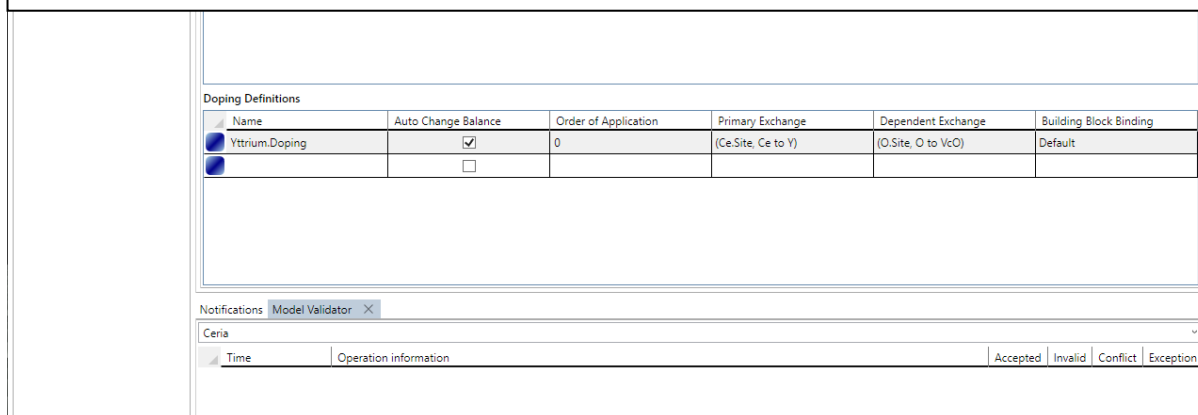 Doping Definitions
Name Auto Change Balance Order of Application Primary Exchange Dependent Exchange Building Block Binding
Yttrium.Doping 0 (Ce.Site, Ce to Y) (O.Site, O to VcO) Default
Notifications Model Validator
Ceria
Time Operation information Accepted Invalid Conflict Exception